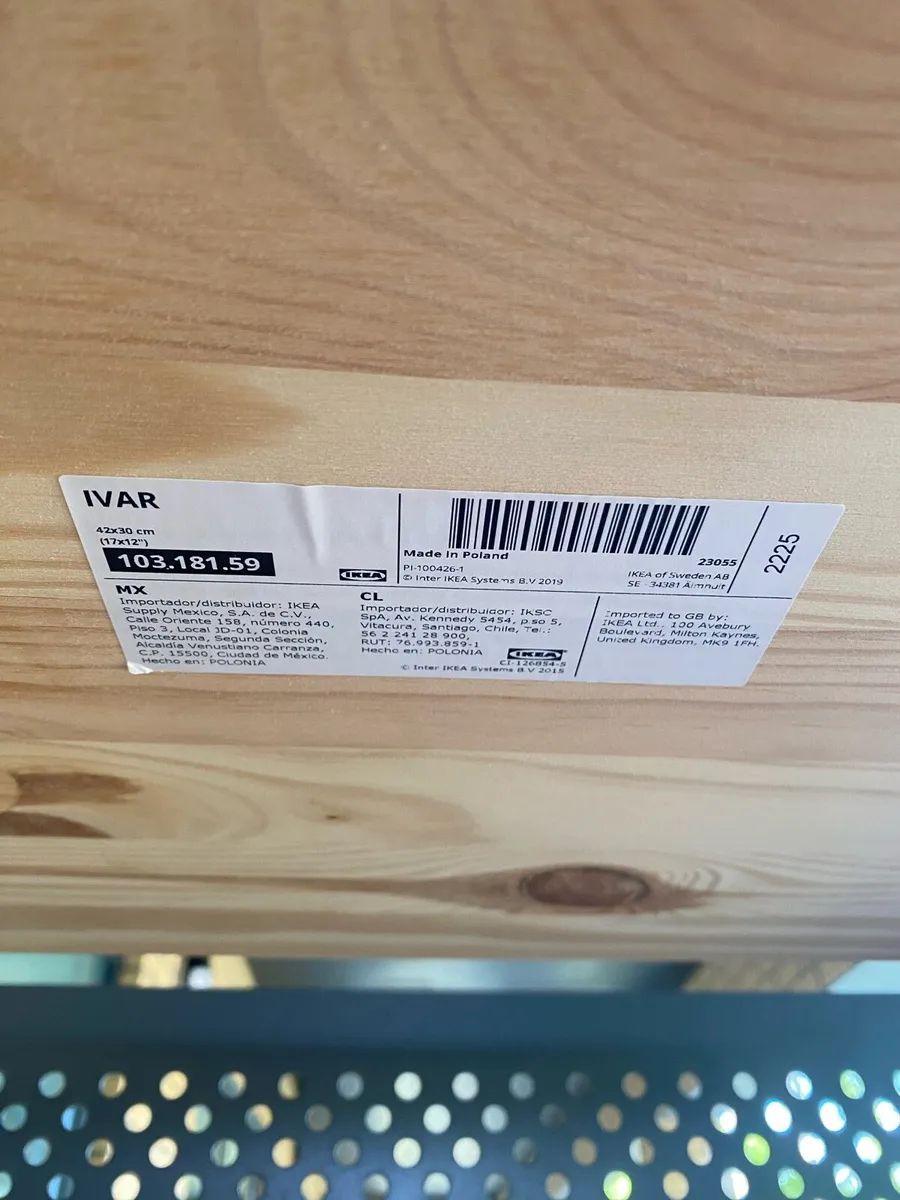 IVAR
42x30 cm
(17x12")
103.181.59
IKEA
Made in Poland
PI-100426-1
© Inter IKEA Systems B.V 2019
23055
IKEA of Sweden AB
SE - 34381 Älmhult
2225
MX
Importador/distribuidor: IKEA
Supply Mexico, S.A. de C.V.,
Calle Oriente 158, número 440,
Piso 3, Local JD-01, Colonia
Moctezuma, Segunda Sección,
Alcaldía Venustiano Carranza,
C.P. 15500, Ciudad de México.
Hecho en: POLONIA
CL
Importador/distribuidor: IKSC
SpA, Av. Kennedy 5454, piso 5,
Vitacura, Santiago, Chile, Tel.:
56 2 241 28 900,
RUT: 76.993.859-1
Hecho en: POLONIA
IKEA
CI-126854-5
© Inter IKEA Systems B.V 2015
Imported to GB by:
IKEA Ltd., 100 Avebury
Boulevard, Milton Kaynes,
United Kingdom, MK9 1FH.